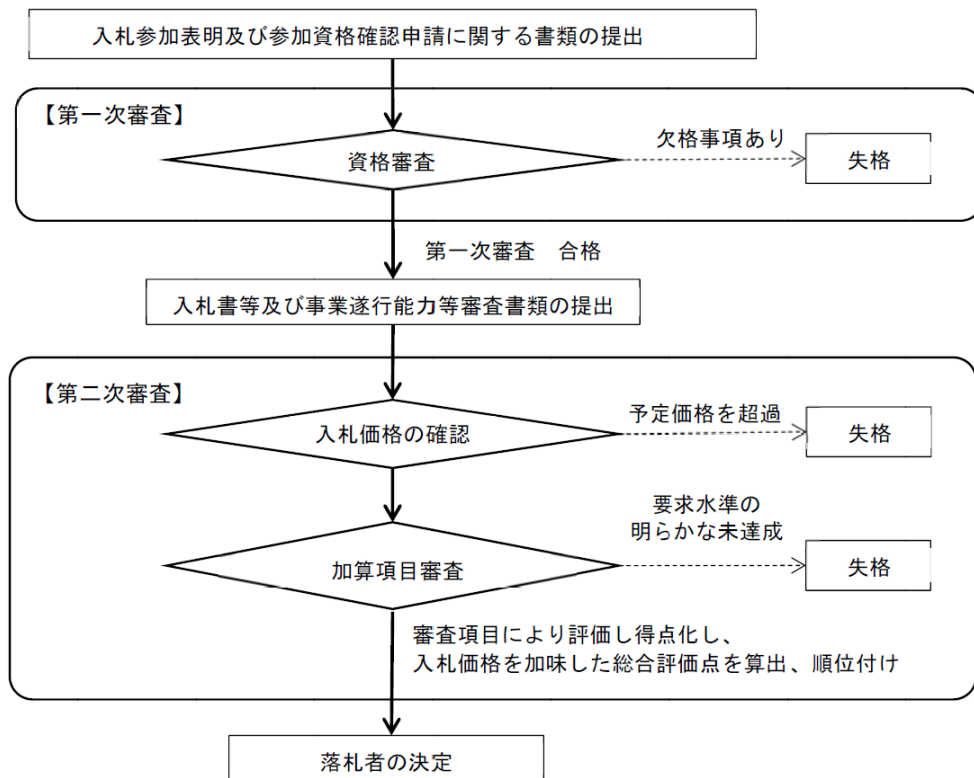 入札参加表明及び参加資格確認申請に関する書類の提出
【第一次審査】
資格審査
欠格事項あり
失格
第一次審査　合格
入札書等及び事業遂行能力等審査書類の提出
【第二次審査】
入札価格の確認
予定価格を超過
失格
加算項目審査
要求水準の
明らかな未達成
失格
審査項目により評価し得点化し、
入札価格を加味した総合評価点を算出、順位付け
落札者の決定